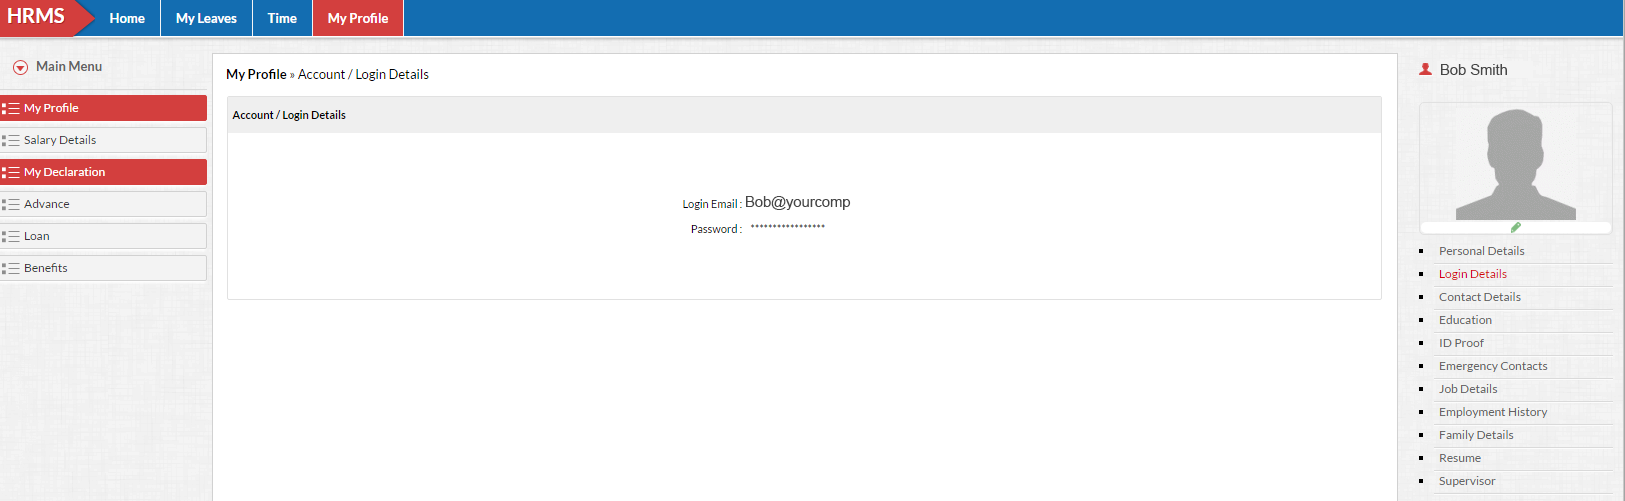 HRMS
Home
My Leaves
Time
My Profile
Main Menu
My Profile
Salary Details
My Declaration
Advance
Loan
Benefits
My Profile » Account / Login Details
Account / Login Details
Login Email : Bob@yourcomp
Password : *****************
Bob Smith
Personal Details
Login Details
Contact Details
Education
ID Proof
Emergency Contacts
Job Details
Employment History
Family Details
Resume
Supervisor